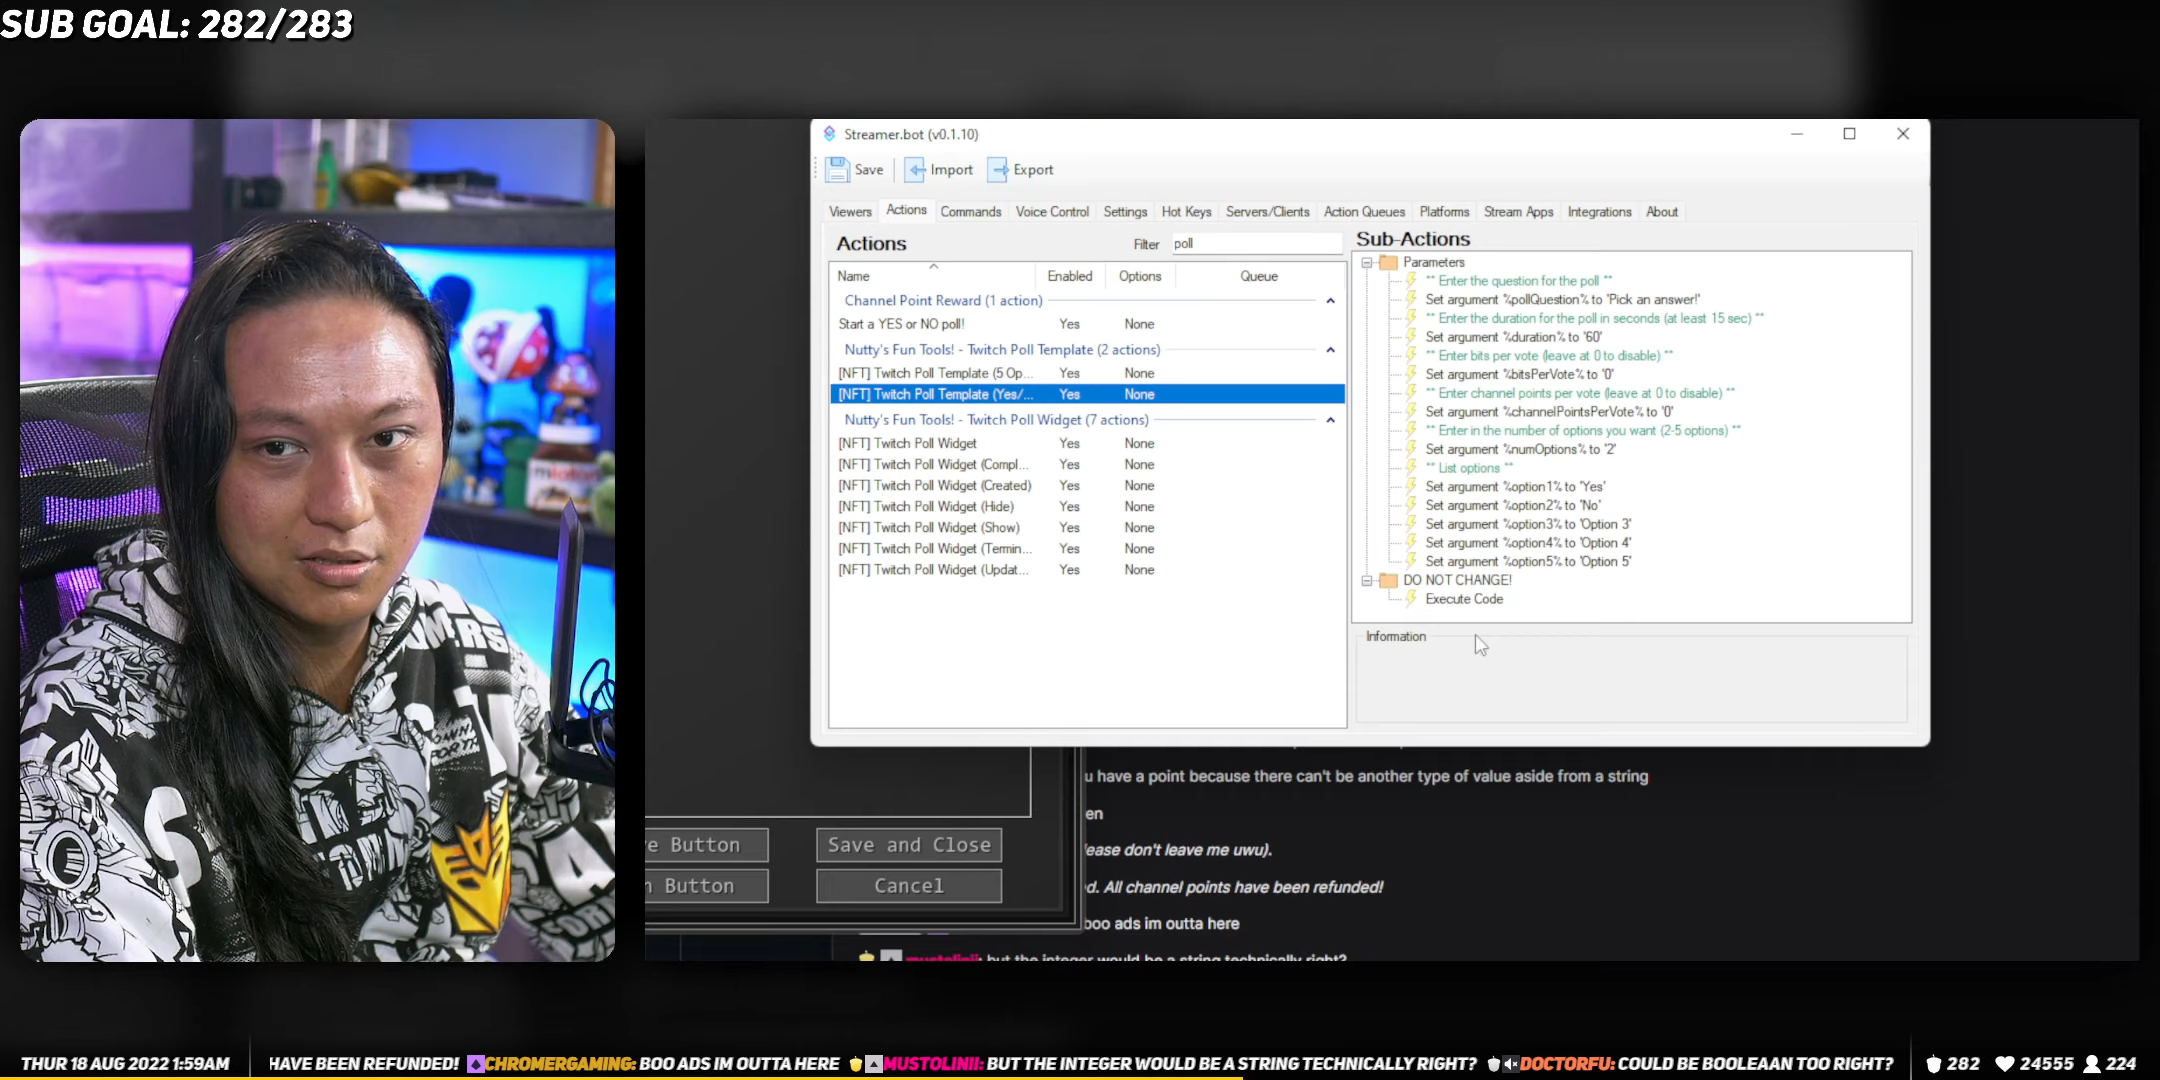 SUB GOAL: 282/283
Streamer.bot (v0.1.10)
Save
Import
Export
Viewers
Actions
Commands
Voice Control
Settings
Hot Keys
Servers/Clients
Action Queues
Platforms
Stream Apps
Integrations
About
Actions
Filter
poll
Name
Enabled
Options
Queue
Channel Point Reward (1 action)
Start a YES or NO poll! Yes None
Nutty's Fun Tools! - Twitch Poll Template (2 actions)
[NFT] Twitch Poll Template (5 Op... Yes None
[NFT] Twitch Poll Template (Yes/... Yes None
Nutty's Fun Tools! - Twitch Poll Widget (7 actions)
[NFT] Twitch Poll Widget Yes None
[NFT] Twitch Poll Widget (Compl... Yes None
[NFT] Twitch Poll Widget (Created) Yes None
[NFT] Twitch Poll Widget (Hide) Yes None
[NFT] Twitch Poll Widget (Show) Yes None
[NFT] Twitch Poll Widget (Termin... Yes None
[NFT] Twitch Poll Widget (Updat... Yes None
Sub-Actions
Parameters
** Enter the question for the poll **
Set argument %pollQuestion% to 'Pick an answer!'
** Enter the duration for the poll in seconds (at least 15 sec) **
Set argument %duration% to '60'
** Enter bits per vote (leave at 0 to disable) **
Set argument %bitsPerVote% to '0'
** Enter channel points per vote (leave at 0 to disable) **
Set argument %channelPointsPerVote% to '0'
** Enter in the number of options you want (2-5 options) **
Set argument %numOptions% to '2'
** List options **
Set argument %option1% to 'Yes'
Set argument %option2% to 'No'
Set argument %option3% to 'Option 3'
Set argument %option4% to 'Option 4'
Set argument %option5% to 'Option 5'
DO NOT CHANGE!
Execute Code
Information
u have a point because there can't be another type of value aside from a string
en
ease don't leave me uwu).
d. All channel points have been refunded!
boo ads im outta here
mustolinii: but the integer would be a string technically right?
e Button
Save and Close
n Button
Cancel
THUR 18 AUG 2022 1:59AM
HAVE BEEN REFUNDED! CHROMERGAMING: BOO ADS IM OUTTA HERE MUSTOLINII: BUT THE INTEGER WOULD BE A STRING TECHNICALLY RIGHT? DOCTORFU: COULD BE BOOLEAAN TOO RIGHT?
282 24555 224